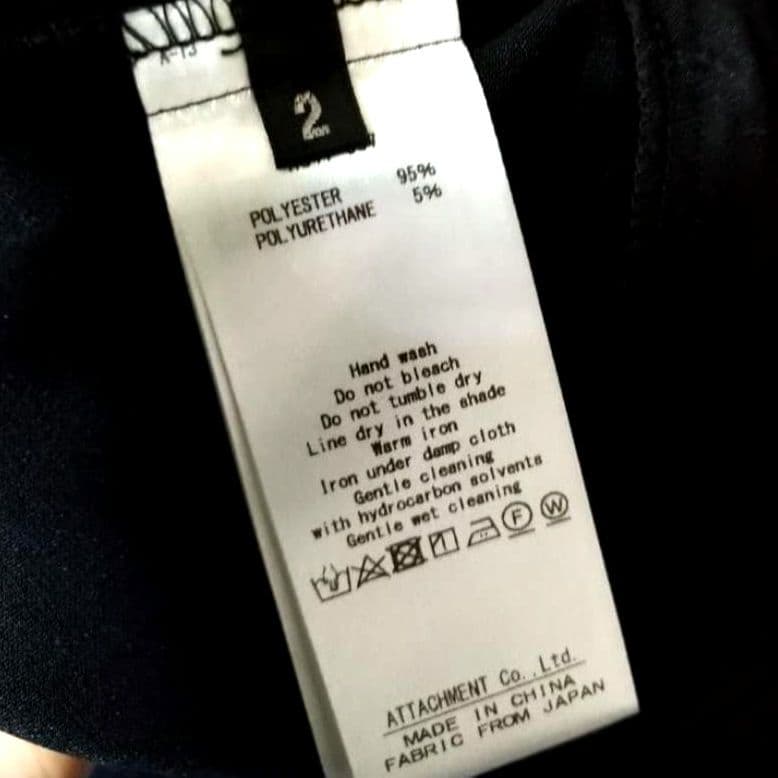 2
POLYESTER 95%
POLYURETHANE 5%
Hand wash
Do not bleach
Do not tumble dry
Line dry in the shade
Warm iron
Iron under damp cloth
Gentle cleaning
with hydrocarbon solvents
Gentle wet cleaning
F W
ATTACHMENT Co.,Ltd.
MADE IN CHINA
FABRIC FROM JAPAN